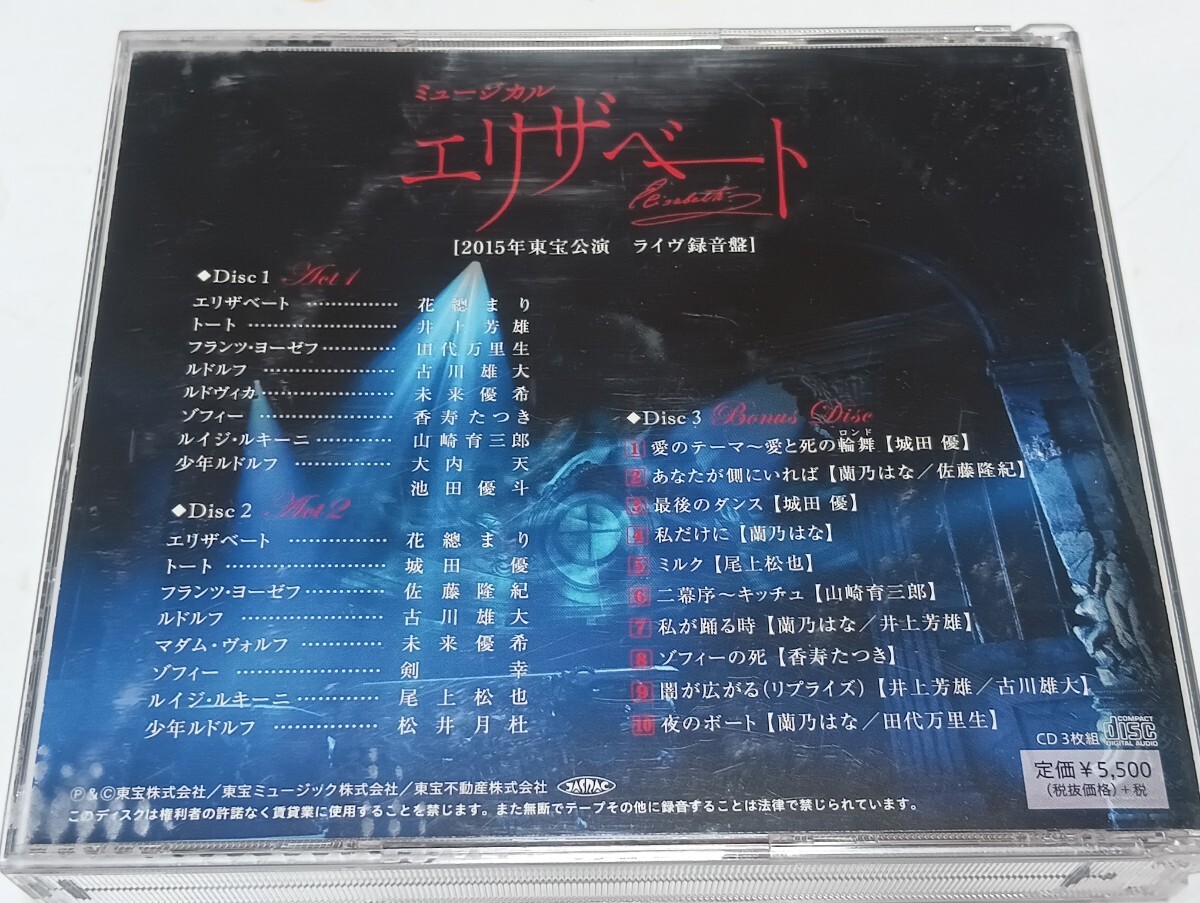 ミュージカル
エリザベート
Elisabeth
[2015年東宝公演　ライヴ録音盤]
◆Disc 1 Act 1
エリザベート ………… 花總まり
トート ………… 井上芳雄
フランツ・ヨーゼフ ………… 田代万里生
ルドルフ ………… 古川雄大
ルドヴィカ ………… 未来優希
ゾフィー ………… 香寿たつき
ルイジ・ルキーニ ………… 山崎育三郎
少年ルドルフ ………… 大内　天
池田優斗
◆Disc 2 Act 2
エリザベート ………… 花總まり
トート ………… 城田　優
フランツ・ヨーゼフ ………… 佐藤隆紀
ルドルフ ………… 古川雄大
マダム・ヴォルフ ………… 未来優希
ゾフィー ………… 剣　幸
ルイジ・ルキーニ ………… 尾上松也
少年ルドルフ ………… 松井月杜
◆Disc 3 Bonus Disc
ロンド
1 愛のテーマ～愛と死の輪舞【城田 優】
2 あなたが側にいれば【蘭乃はな／佐藤隆紀】
3 最後のダンス【城田 優】
4 私だけに【蘭乃はな】
5 ミルク【尾上松也】
6 二幕序～キッチュ【山崎育三郎】
7 私が踊る時【蘭乃はな／井上芳雄】
8 ゾフィーの死【香寿たつき】
9 闇が広がる(リプライズ)【井上芳雄／古川雄大】
10 夜のボート【蘭乃はな／田代万里生】
CD 3枚組
COMPACT disc DIGITAL AUDIO
定価￥5,500
(税抜価格)+税
Ⓟ&Ⓒ東宝株式会社／東宝ミュージック株式会社／東宝不動産株式会社 JASRAC
このディスクは権利者の許諾なく賃貸業に使用することを禁じます。また無断でテープその他に録音することは法律で禁じられています。